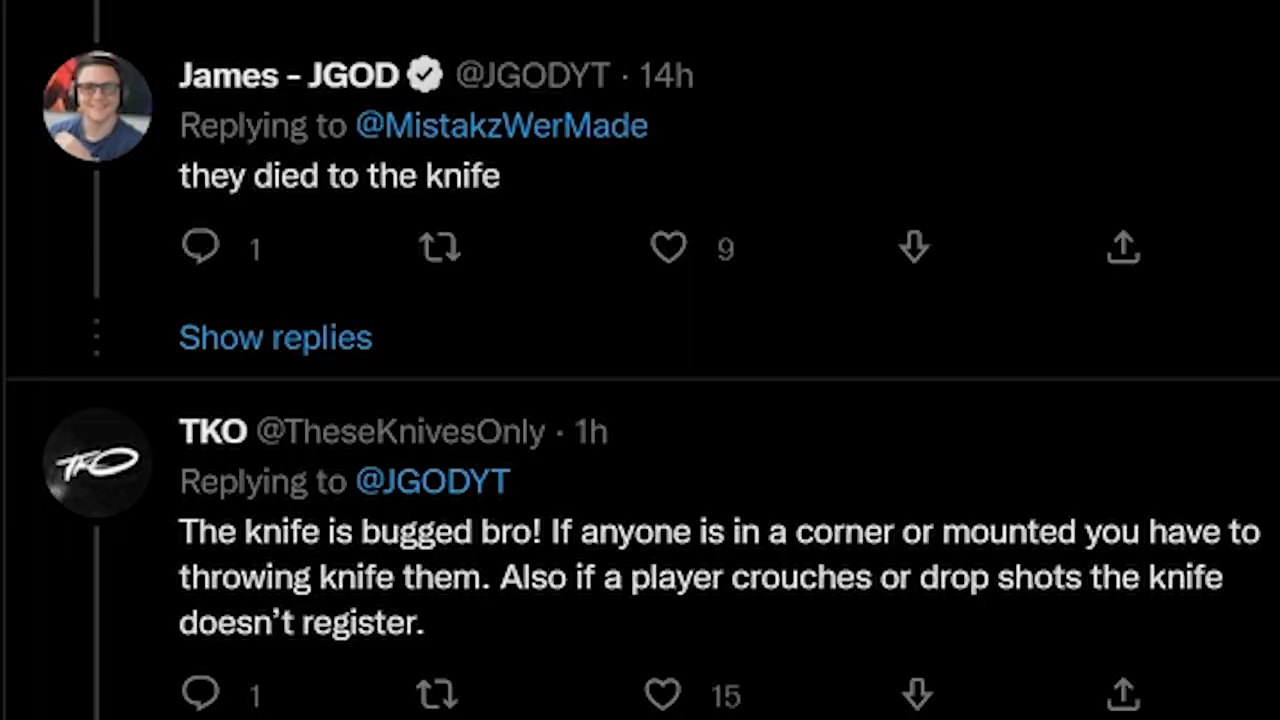 James - JGOD @JGODYT · 14h
Replying to @MistakzWerMade
they died to the knife
1 9
Show replies
TKO @TheseKnivesOnly · 1h
TKO
Replying to @JGODYT
The knife is bugged bro! If anyone is in a corner or mounted you have to
throwing knife them. Also if a player crouches or drop shots the knife
doesn't register.
1 15